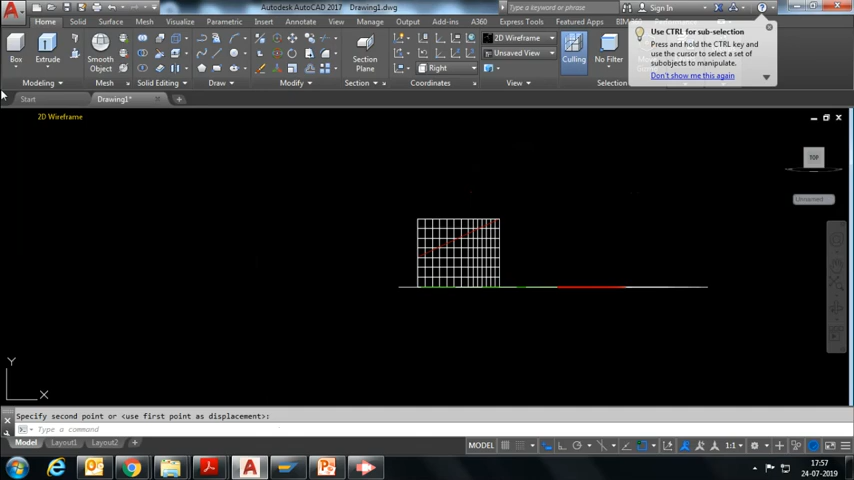 Autodesk AutoCAD 2017 Drawing1.dwg
Type a keyword or phrase
Sign In
Home Solid Surface Mesh Visualize Parametric Insert Annotate View Manage Output Add-ins A360 Express Tools Featured Apps
Use CTRL for sub-selection
Press and hold the CTRL key and
use the cursor to select a set of
subobjects to manipulate.
Don't show me this again
2D Wireframe
Unsaved View
Right
Box
Extrude
Smooth
Object
Section
Plane
Culling
No Filter
Modeling
Mesh
Solid Editing
Draw
Modify
Section
Coordinates
View
Selection
Start
Drawing1*
2D Wireframe
TOP
Unnamed
Y
X
Specify second point or <use first point as displacement>:
Type a command
Model Layout1 Layout2 +
MODEL
1:1
17:57
24-07-2019